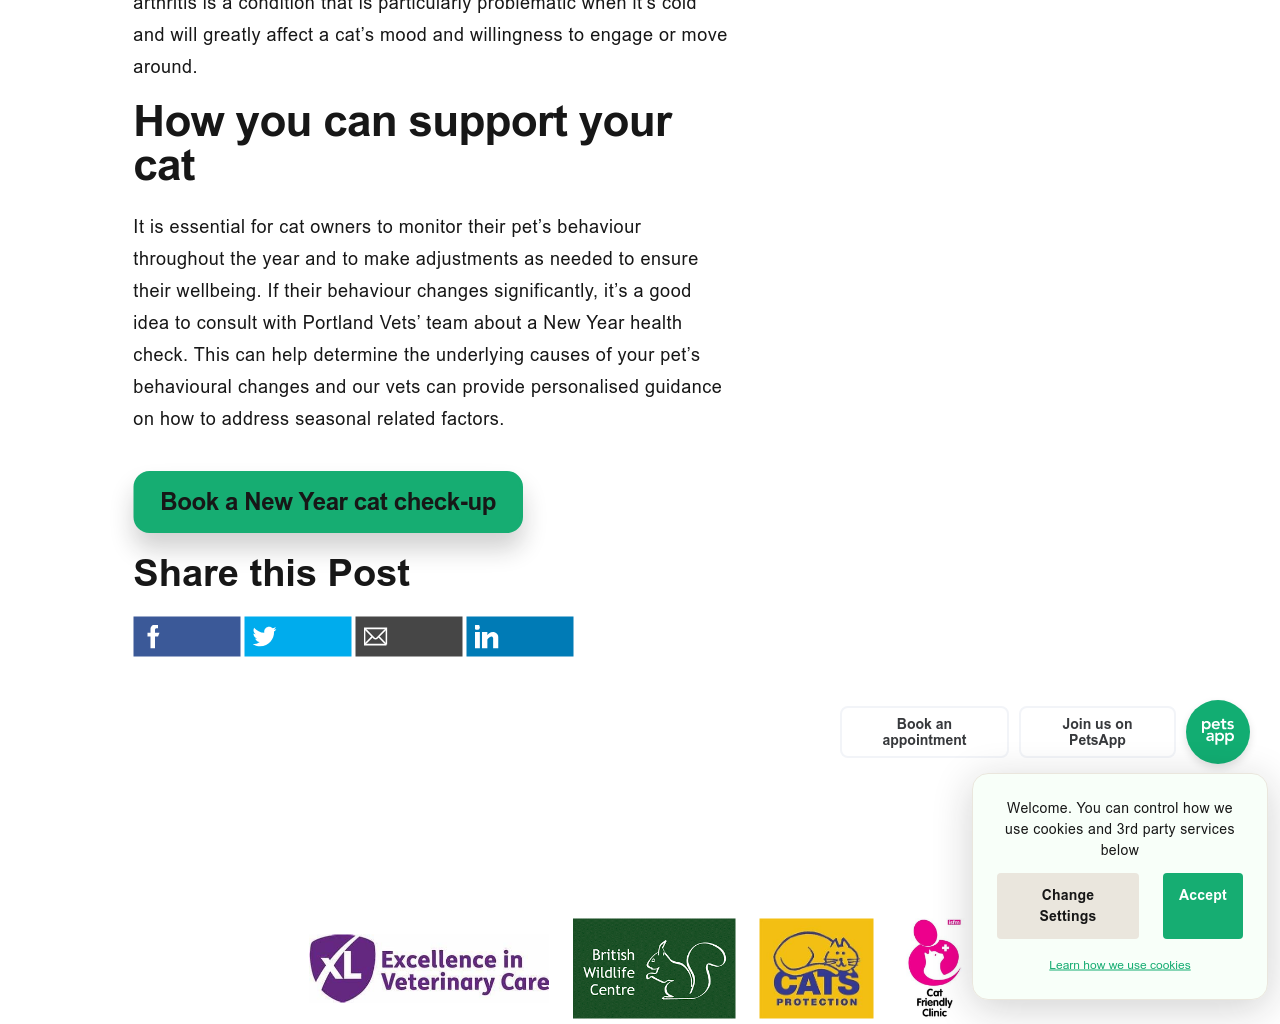 arthritis is a condition that is particularly problematic when it's cold
and will greatly affect a cat's mood and willingness to engage or move
around.
How you can support your
cat
It is essential for cat owners to monitor their pet's behaviour
throughout the year and to make adjustments as needed to ensure
their wellbeing. If their behaviour changes significantly, it's a good
idea to consult with Portland Vets' team about a New Year health
check. This can help determine the underlying causes of your pet's
behavioural changes and our vets can provide personalised guidance
on how to address seasonal related factors.
Book a New Year cat check-up
Share this Post
Book an
appointment
Join us on
PetsApp
pets
app
Welcome. You can control how we
use cookies and 3rd party services
below
Change
Settings
Accept
Learn how we use cookies
XL Excellence in
Veterinary Care
British
Wildlife
Centre
CATS
PROTECTION
Cat
Friendly
Clinic